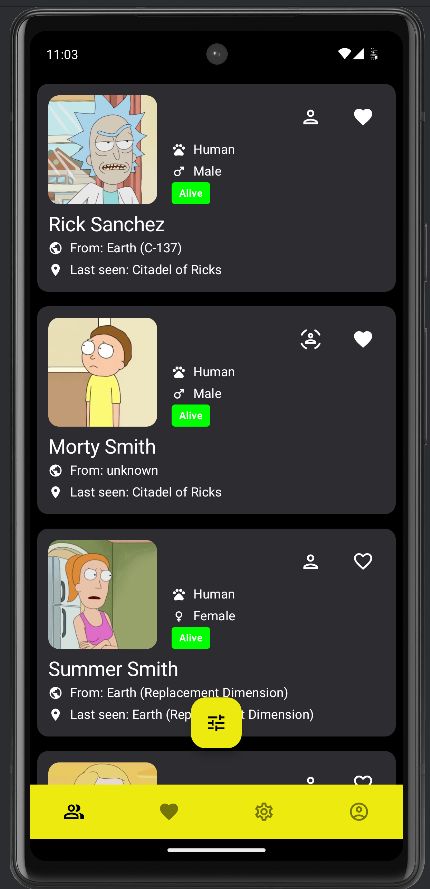 11:03
Human
Male
Alive
Rick Sanchez
From: Earth (C-137)
Last seen: Citadel of Ricks
Human
Male
Alive
Morty Smith
From: unknown
Last seen: Citadel of Ricks
Human
Female
Alive
Summer Smith
From: Earth (Replacement Dimension)
Last seen: Earth (Rep t Dimension)